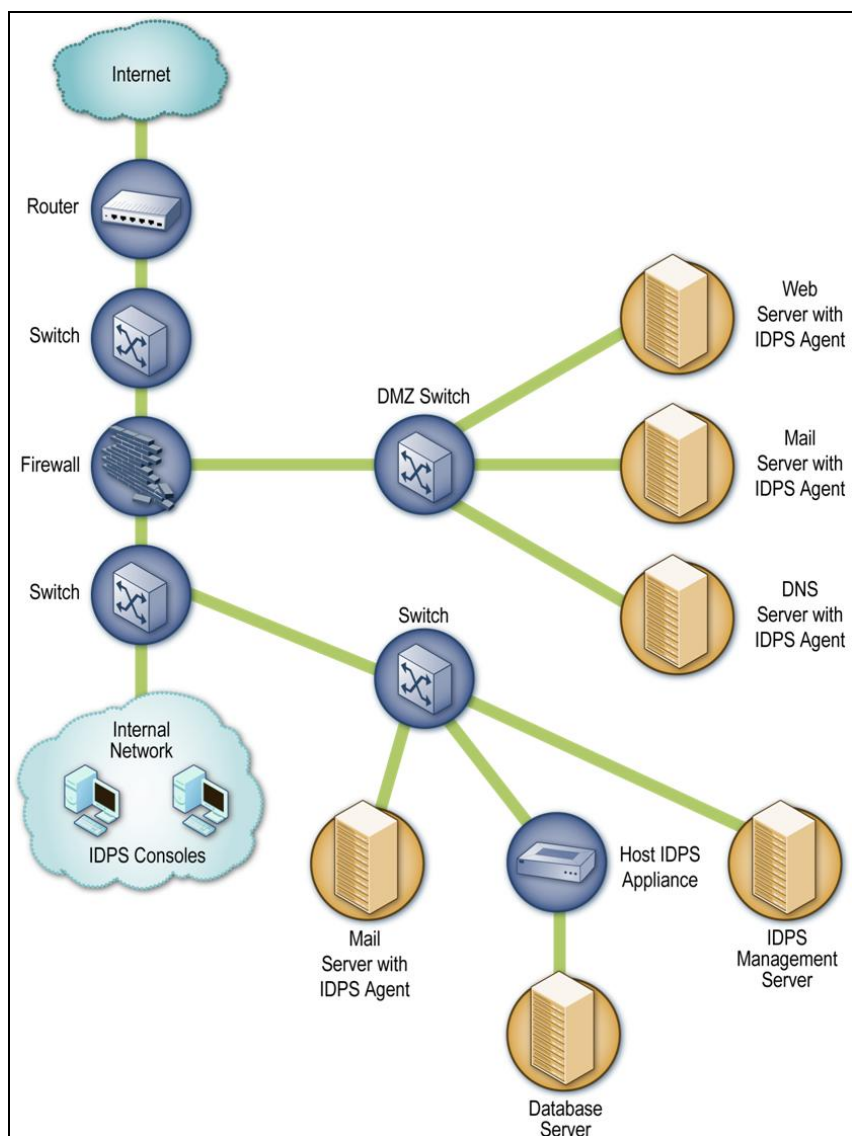 Internet
Router
Switch
Firewall
Switch
Internal
Network
IDPS Consoles
DMZ Switch
Web
Server with
IDPS Agent
Mail
Server with
IDPS Agent
DNS
Server with
IDPS Agent
Switch
Mail
Server with
IDPS Agent
Host IDPS
Appliance
Database
Server
IDPS
Management
Server